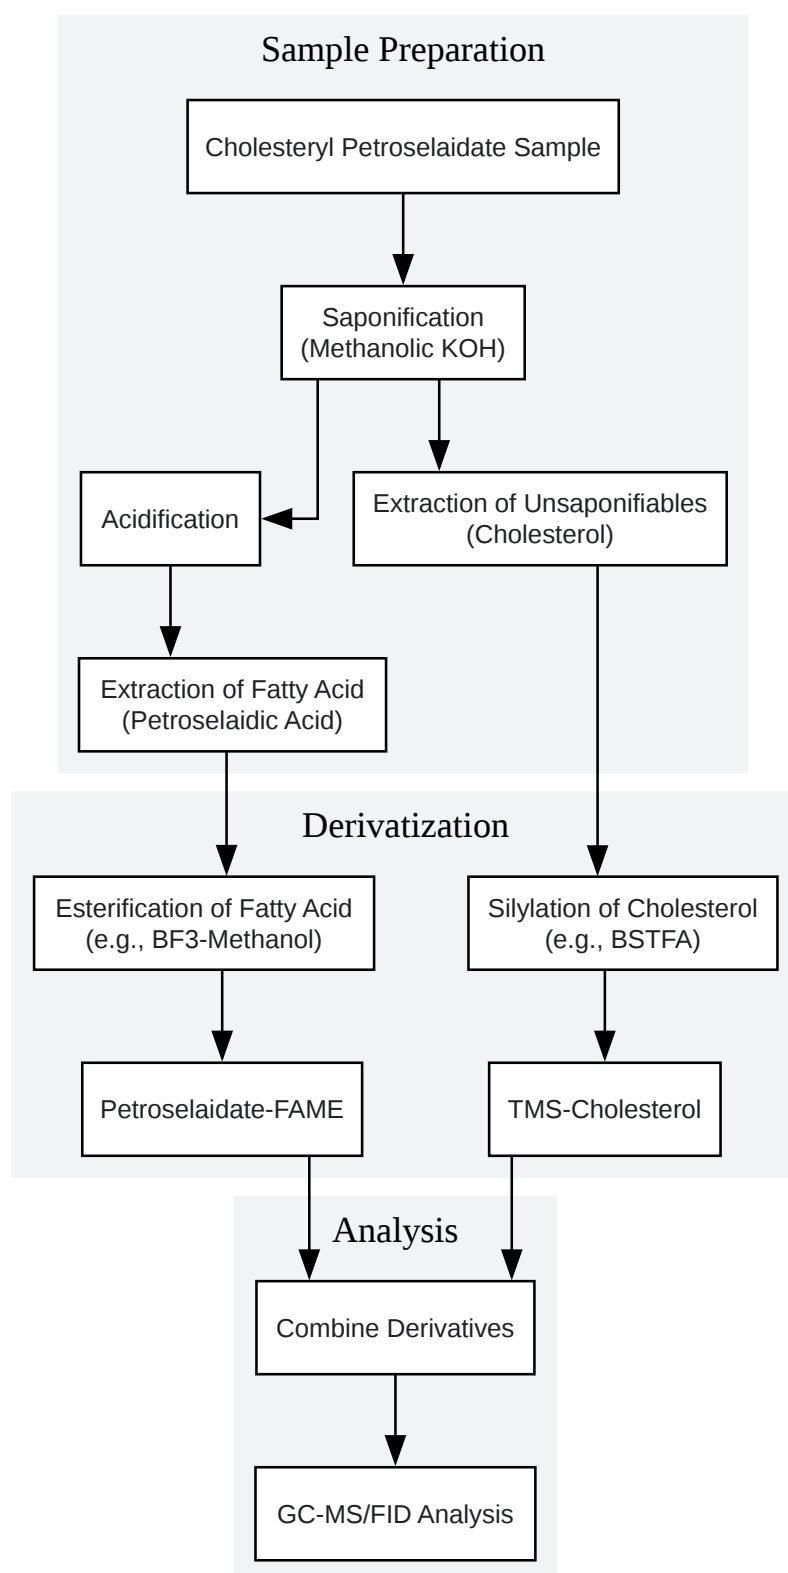 Sample Preparation
Cholesteryl Petroselaidate Sample
Saponification
(Methanolic KOH)
Acidification
Extraction of Unsaponifiables
(Cholesterol)
Extraction of Fatty Acid
(Petroselaidic Acid)
Derivatization
Esterification of Fatty Acid
(e.g., BF3-Methanol)
Silylation of Cholesterol
(e.g., BSTFA)
Petroselaidate-FAME
TMS-Cholesterol
Analysis
Combine Derivatives
GC-MS/FID Analysis